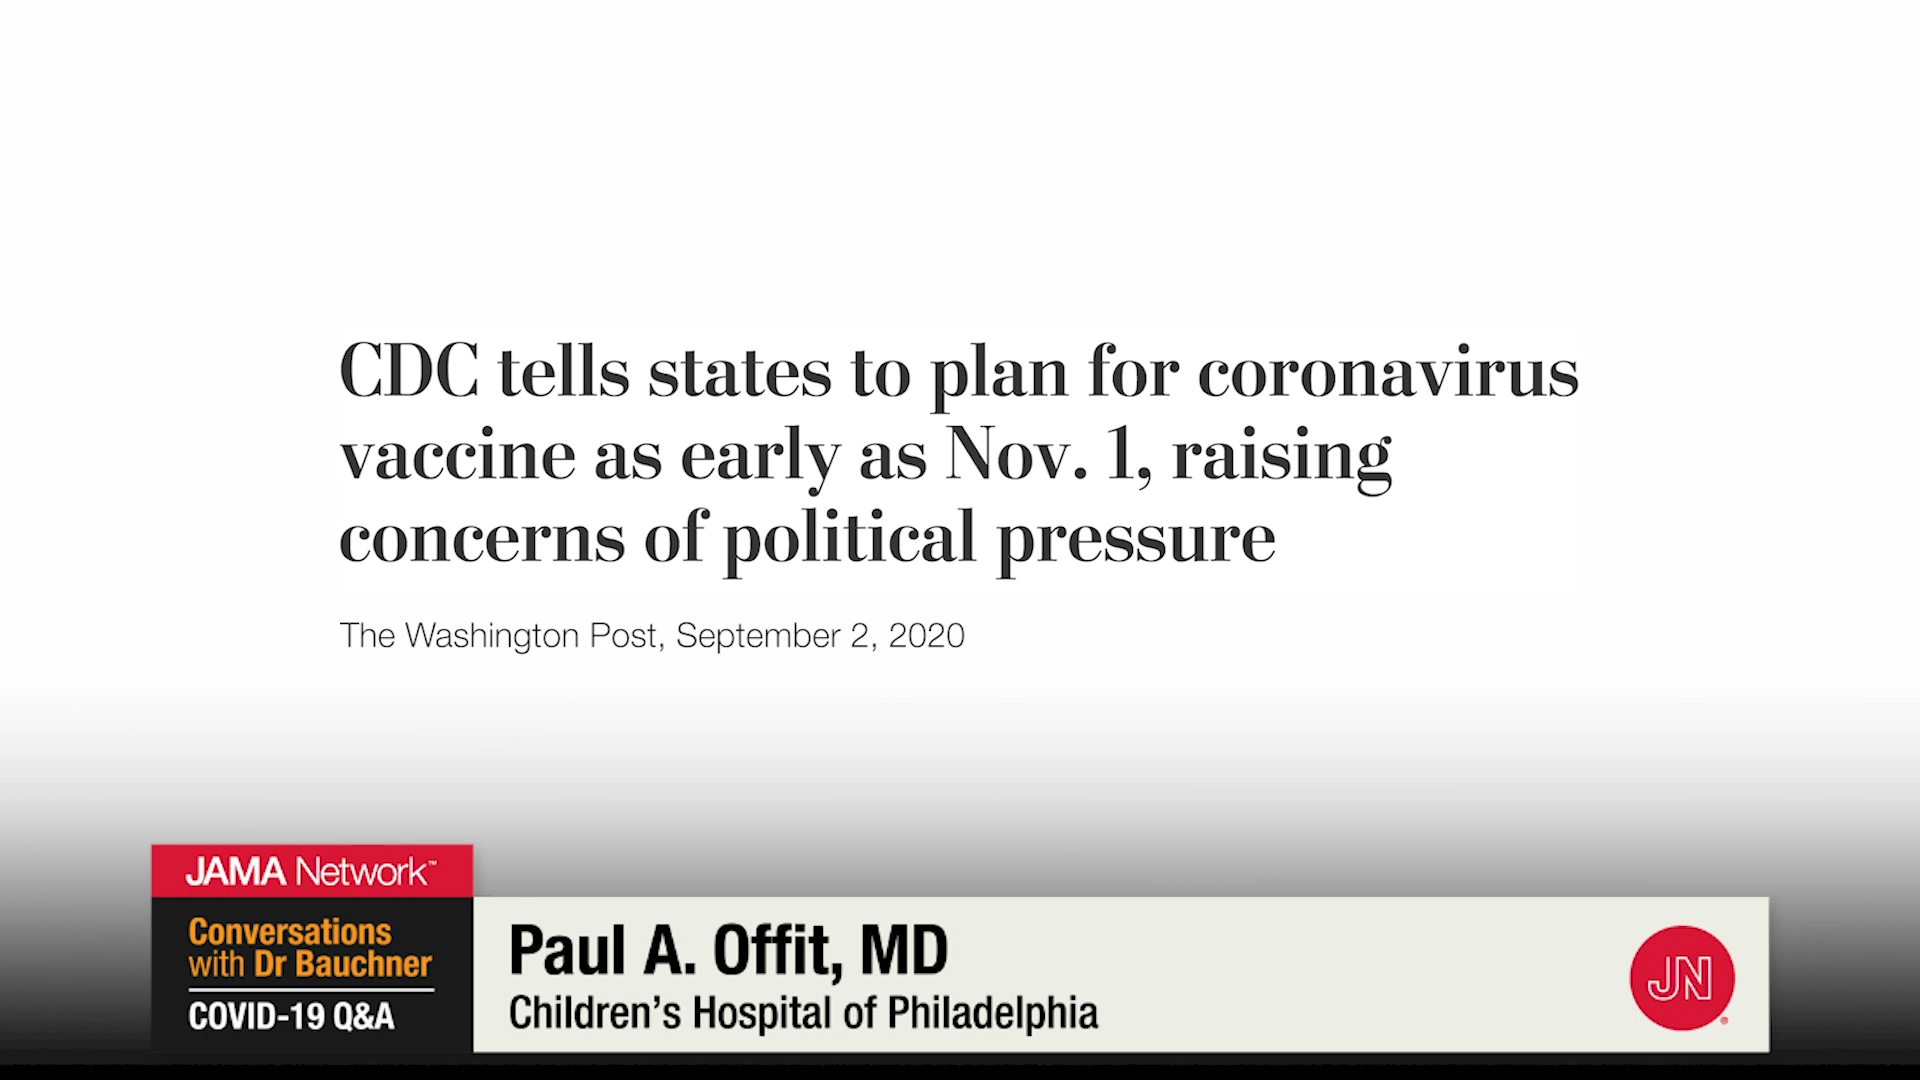 CDC tells states to plan for coronavirus
vaccine as early as Nov. 1, raising
concerns of political pressure
The Washington Post, September 2, 2020
JAMA Network™
Conversations
with Dr Bauchner
COVID-19 Q&A
Paul A. Offit, MD
Children's Hospital of Philadelphia
JN®